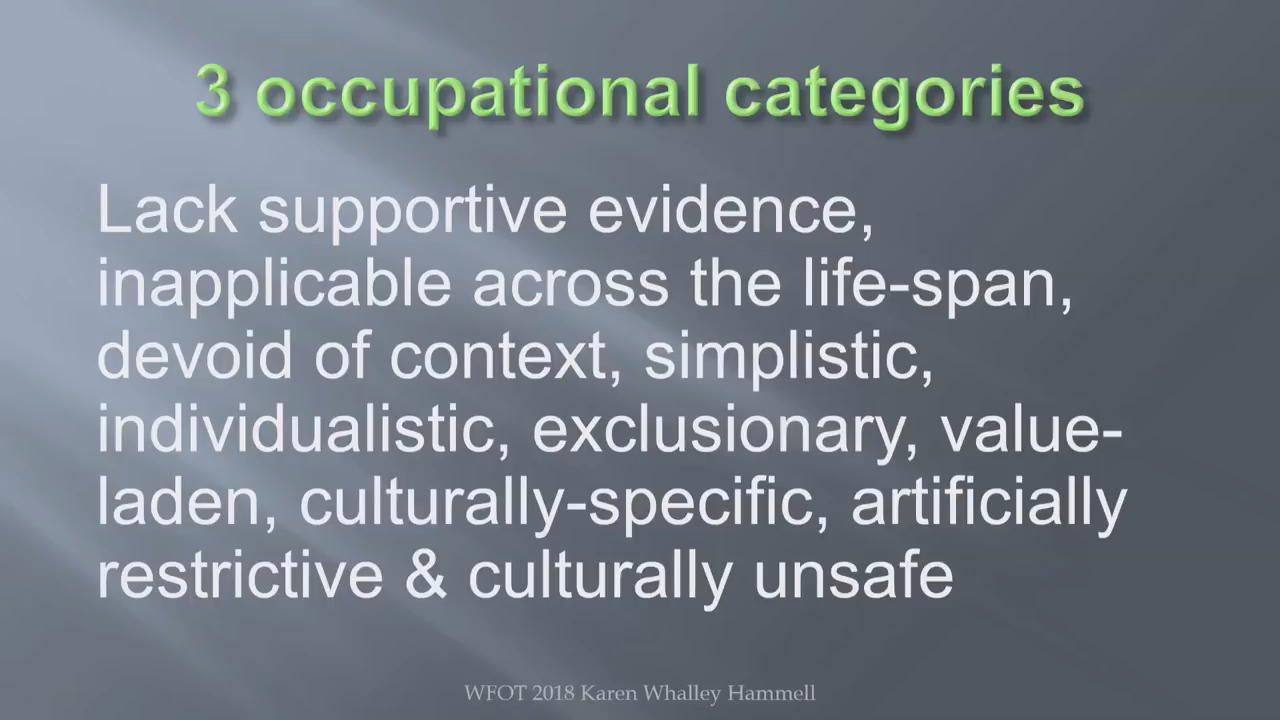 3 occupational categories
Lack supportive evidence,
inapplicable across the life-span,
devoid of context, simplistic,
individualistic, exclusionary, value-
laden, culturally-specific, artificially
restrictive & culturally unsafe
WFOT 2018 Karen Whalley Hammell